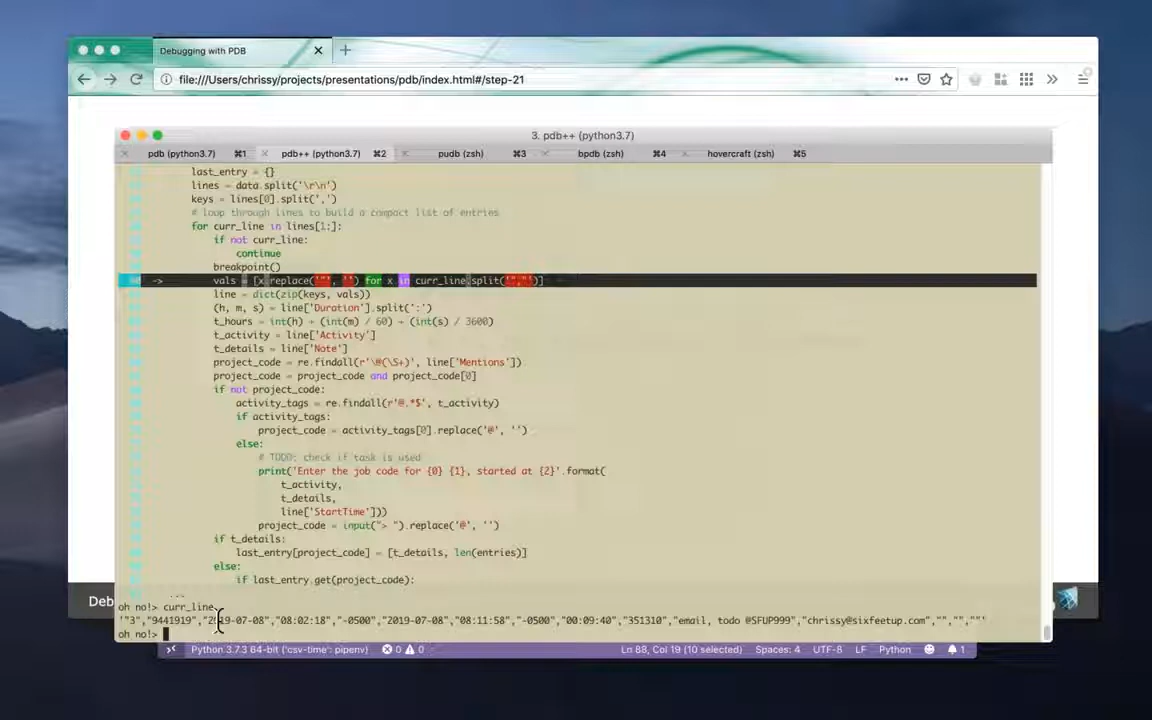 Debugging with PDB
file:///Users/chrissy/projects/presentations/pdb/index.html#/step-21
3. pdb++ (python3.7)
pdb (python3.7) ⌘1 pdb++ (python3.7) ⌘2 pudb (zsh) ⌘3 bpdb (zsh) ⌘4 hovercraft (zsh) ⌘5
last_entry = {}
lines = data.split('\r\n')
keys = lines[0].split(',')
# loop through lines to build a compact list of entries
for curr_line in lines[1:]:
if not curr_line:
continue
breakpoint()
-> vals = [x.replace('"', '') for x in curr_line.split('","')]
line = dict(zip(keys, vals))
(h, m, s) = line['Duration'].split(':')
t_hours = int(h) + (int(m) / 60) + (int(s) / 3600)
t_activity = line['Activity']
t_details = line['Note']
project_code = re.findall(r'\@(\S+)', line['Mentions'])
project_code = project_code and project_code[0]
if not project_code:
activity_tags = re.findall(r'@.*$', t_activity)
if activity_tags:
project_code = activity_tags[0].replace('@', '')
else:
# TODO: check if task is used
print('Enter the job code for {0} {1}, started at {2}'.format(
t_activity,
t_details,
line['StartTime']))
project_code = input("> ").replace('@', '')
if t_details:
last_entry[project_code] = [t_details, len(entries)]
else:
if last_entry.get(project_code):
...
oh no!> curr_line
'"3","9441919","2019-07-08","08:02:18","-0500","2019-07-08","08:11:58","-0500","00:09:40","351310","email, todo @SFUP999","chrissy@sixfeetup.com","","",""'
oh no!>
Deb
Python 3.7.3 64-bit ('csv-time': pipenv) 0 0 Ln 88, Col 19 (10 selected) Spaces: 4 UTF-8 LF Python 1